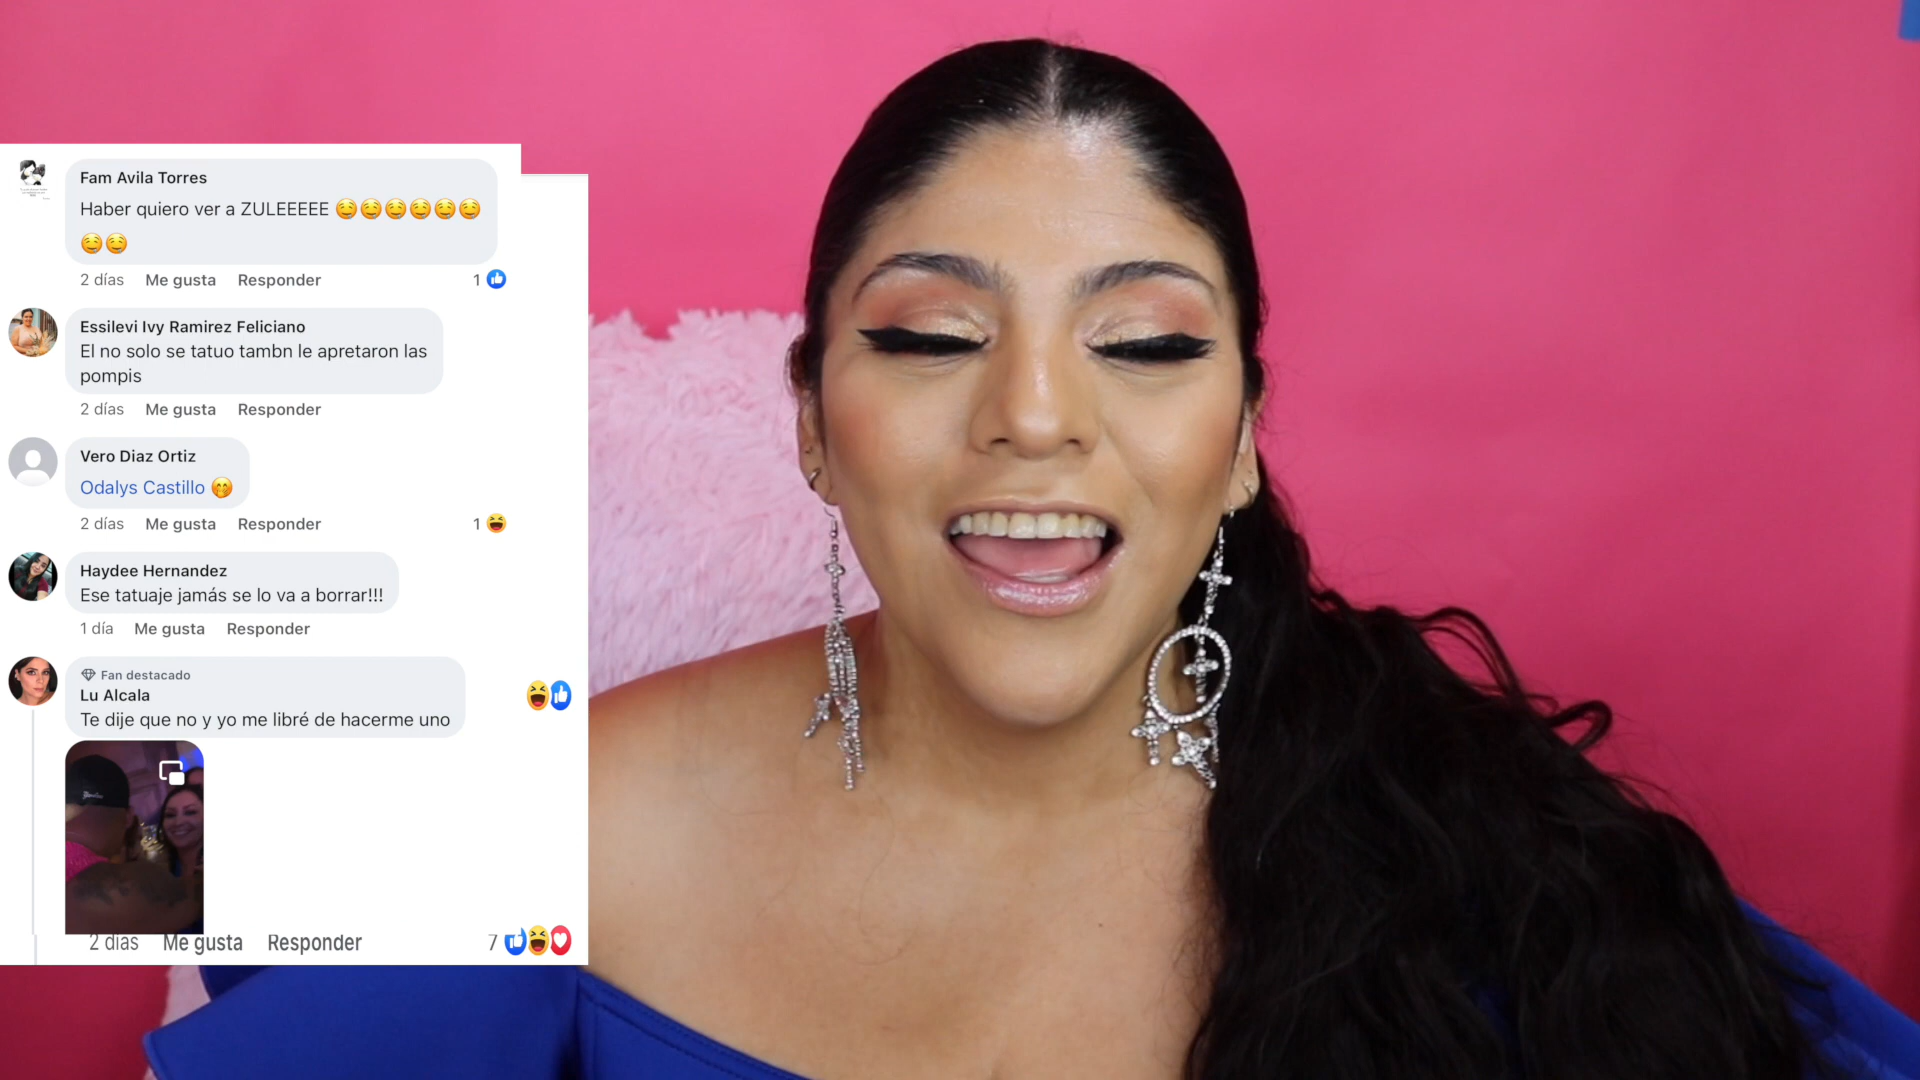 Fam Avila Torres
Haber quiero ver a ZULEEEEE 🤤🤤🤤🤤🤤🤤
🤤🤤
2 días Me gusta Responder 1
Essilevi Ivy Ramirez Feliciano
El no solo se tatuo tambn le apretaron las
pompis
2 días Me gusta Responder
Vero Diaz Ortiz
Odalys Castillo 🤭
2 días Me gusta Responder 1
Haydee Hernandez
Ese tatuaje jamás se lo va a borrar!!!
1 día Me gusta Responder
Fan destacado
Lu Alcala
Te dije que no y yo me libré de hacerme uno
2 días Me gusta Responder 7